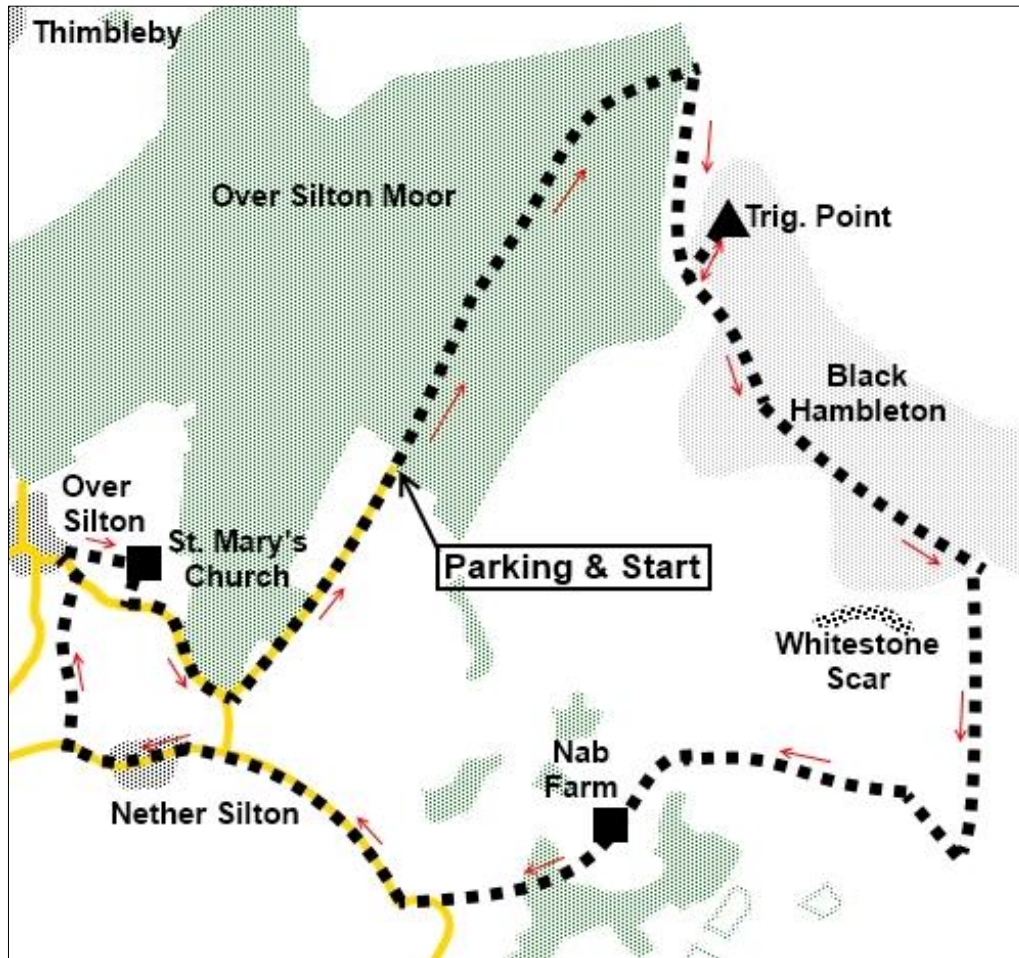 Thimbleby
Over Silton Moor
Trig. Point
Black
Hambleton
Over
Silton
St. Mary's
Church
Parking & Start
Whitestone
Scar
Nab
Farm
Nether Silton